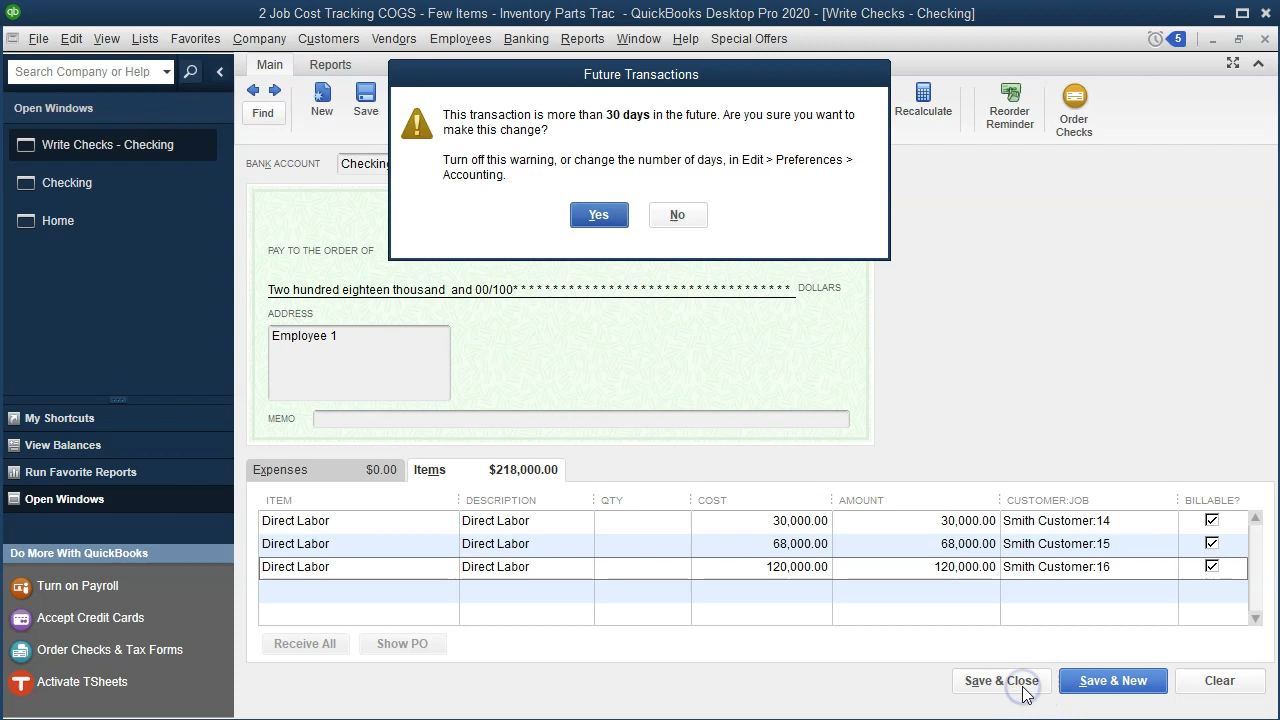 qb
2 Job Cost Tracking COGS - Few Items - Inventory Parts Trac - QuickBooks Desktop Pro 2020 - [Write Checks - Checking]
File Edit View Lists Favorites Company Customers Vendors Employees Banking Reports Window Help Special Offers 5
Search Company or Help
Main Reports
Find New Save Recalculate Reorder Reminder Order Checks
Open Windows
Write Checks - Checking
Checking
Home
Future Transactions
This transaction is more than 30 days in the future. Are you sure you want to
make this change?
Turn off this warning, or change the number of days, in Edit > Preferences >
Accounting.
Yes No
BANK ACCOUNT Checking
PAY TO THE ORDER OF
Two hundred eighteen thousand and 00/100* * * * * * * * * * * * * * * * * * * * * * * * * * * * * * * DOLLARS
ADDRESS
Employee 1
MEMO
My Shortcuts
View Balances
Run Favorite Reports
Open Windows
Do More With QuickBooks
Turn on Payroll
Accept Credit Cards
Order Checks & Tax Forms
Activate TSheets
Expenses $0.00 Items $218,000.00
ITEM DESCRIPTION QTY COST AMOUNT CUSTOMER:JOB BILLABLE?
Direct Labor Direct Labor 30,000.00 30,000.00 Smith Customer:14
Direct Labor Direct Labor 68,000.00 68,000.00 Smith Customer:15
Direct Labor Direct Labor 120,000.00 120,000.00 Smith Customer:16
Receive All Show PO
Save & Close Save & New Clear